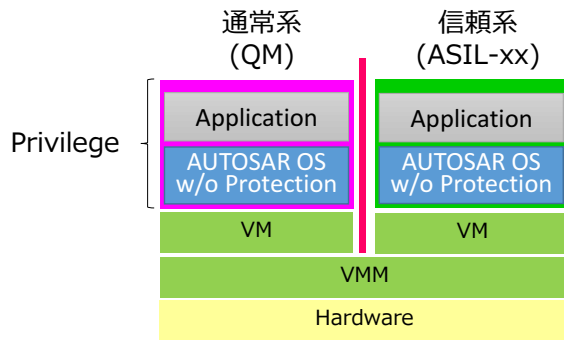 通常系
(QM)
信頼系
(ASIL-xx)
Privilege
Application
Application
AUTOSAR OS
w/o Protection
AUTOSAR OS
w/o Protection
VM
VM
VMM
Hardware